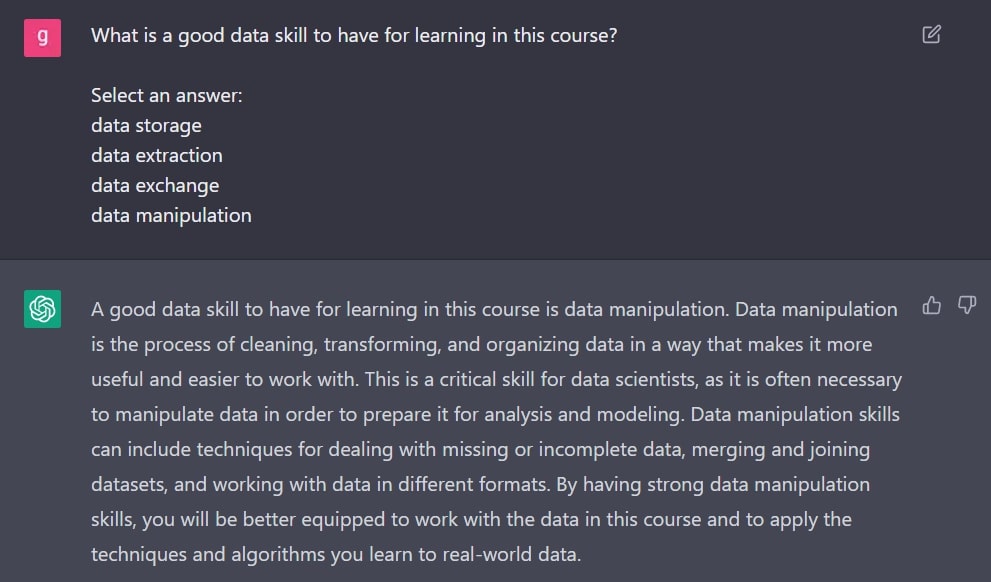 g
What is a good data skill to have for learning in this course?
Select an answer:
data storage
data extraction
data exchange
data manipulation
A good data skill to have for learning in this course is data manipulation. Data manipulation
is the process of cleaning, transforming, and organizing data in a way that makes it more
useful and easier to work with. This is a critical skill for data scientists, as it is often necessary
to manipulate data in order to prepare it for analysis and modeling. Data manipulation skills
can include techniques for dealing with missing or incomplete data, merging and joining
datasets, and working with data in different formats. By having strong data manipulation
skills, you will be better equipped to work with the data in this course and to apply the
techniques and algorithms you learn to real-world data.